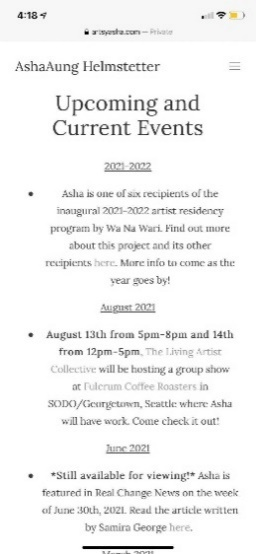 4:18
artsyasha.com — Private
AshaAung Helmstetter
Upcoming and
Current Events
2021-2022
Asha is one of six recipients of the
inaugural 2021-2022 artist residency
program by Wa Na Wari. Find out more
about this project and its other
recipients here. More info to come as the
year goes by!
August 2021
August 13th from 5pm-8pm and 14th
from 12pm-5pm, The Living Artist
Collective will be hosting a group show
at Fulcrum Coffee Roasters in
SODO/Georgetown, Seattle where Asha
will have work. Come check it out!
June 2021
*Still available for viewing!* Asha is
featured in Real Change News on the week
of June 30th, 2021. Read the article written
by Samira George here.
March 2021